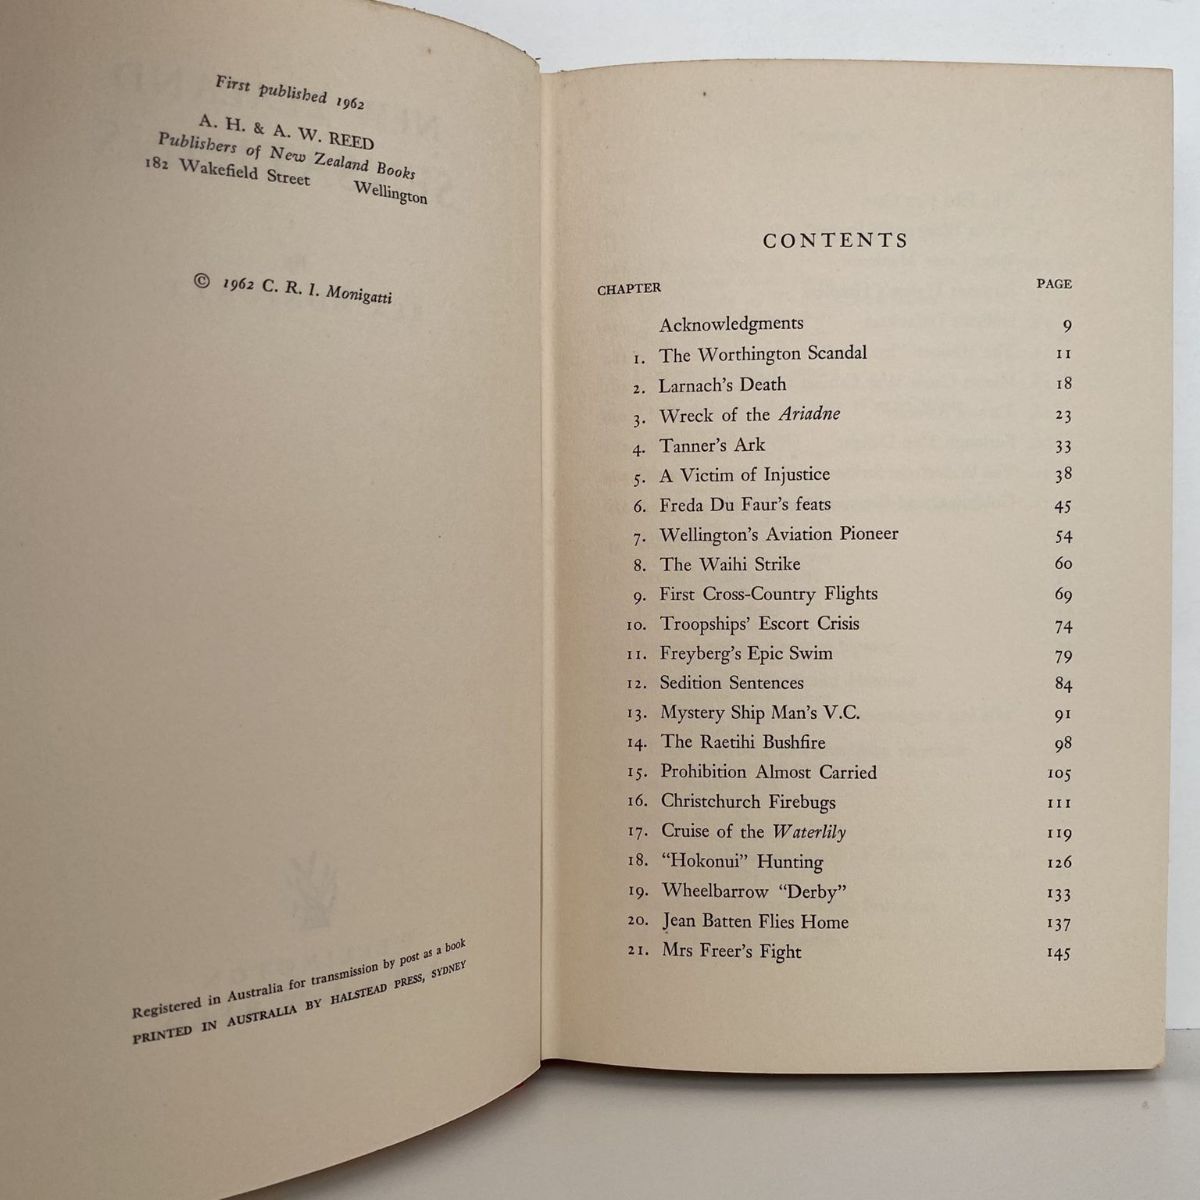 First published 1962
A. H. & A. W. REED
Publishers of New Zealand Books
182 Wakefield Street Wellington
© 1962 C. R. I. Monigatti
Registered in Australia for transmission by post as a book
PRINTED IN AUSTRALIA BY HALSTEAD PRESS, SYDNEY
CONTENTS
CHAPTER PAGE
Acknowledgments 9
1. The Worthington Scandal 11
2. Larnach's Death 18
3. Wreck of the Ariadne 23
4. Tanner's Ark 33
5. A Victim of Injustice 38
6. Freda Du Faur's feats 45
7. Wellington's Aviation Pioneer 54
8. The Waihi Strike 60
9. First Cross-Country Flights 69
10. Troopships' Escort Crisis 74
11. Freyberg's Epic Swim 79
12. Sedition Sentences 84
13. Mystery Ship Man's V.C. 91
14. The Raetihi Bushfire 98
15. Prohibition Almost Carried 105
16. Christchurch Firebugs 111
17. Cruise of the Waterlily 119
18. "Hokonui" Hunting 126
19. Wheelbarrow "Derby" 133
20. Jean Batten Flies Home 137
21. Mrs Freer's Fight 145